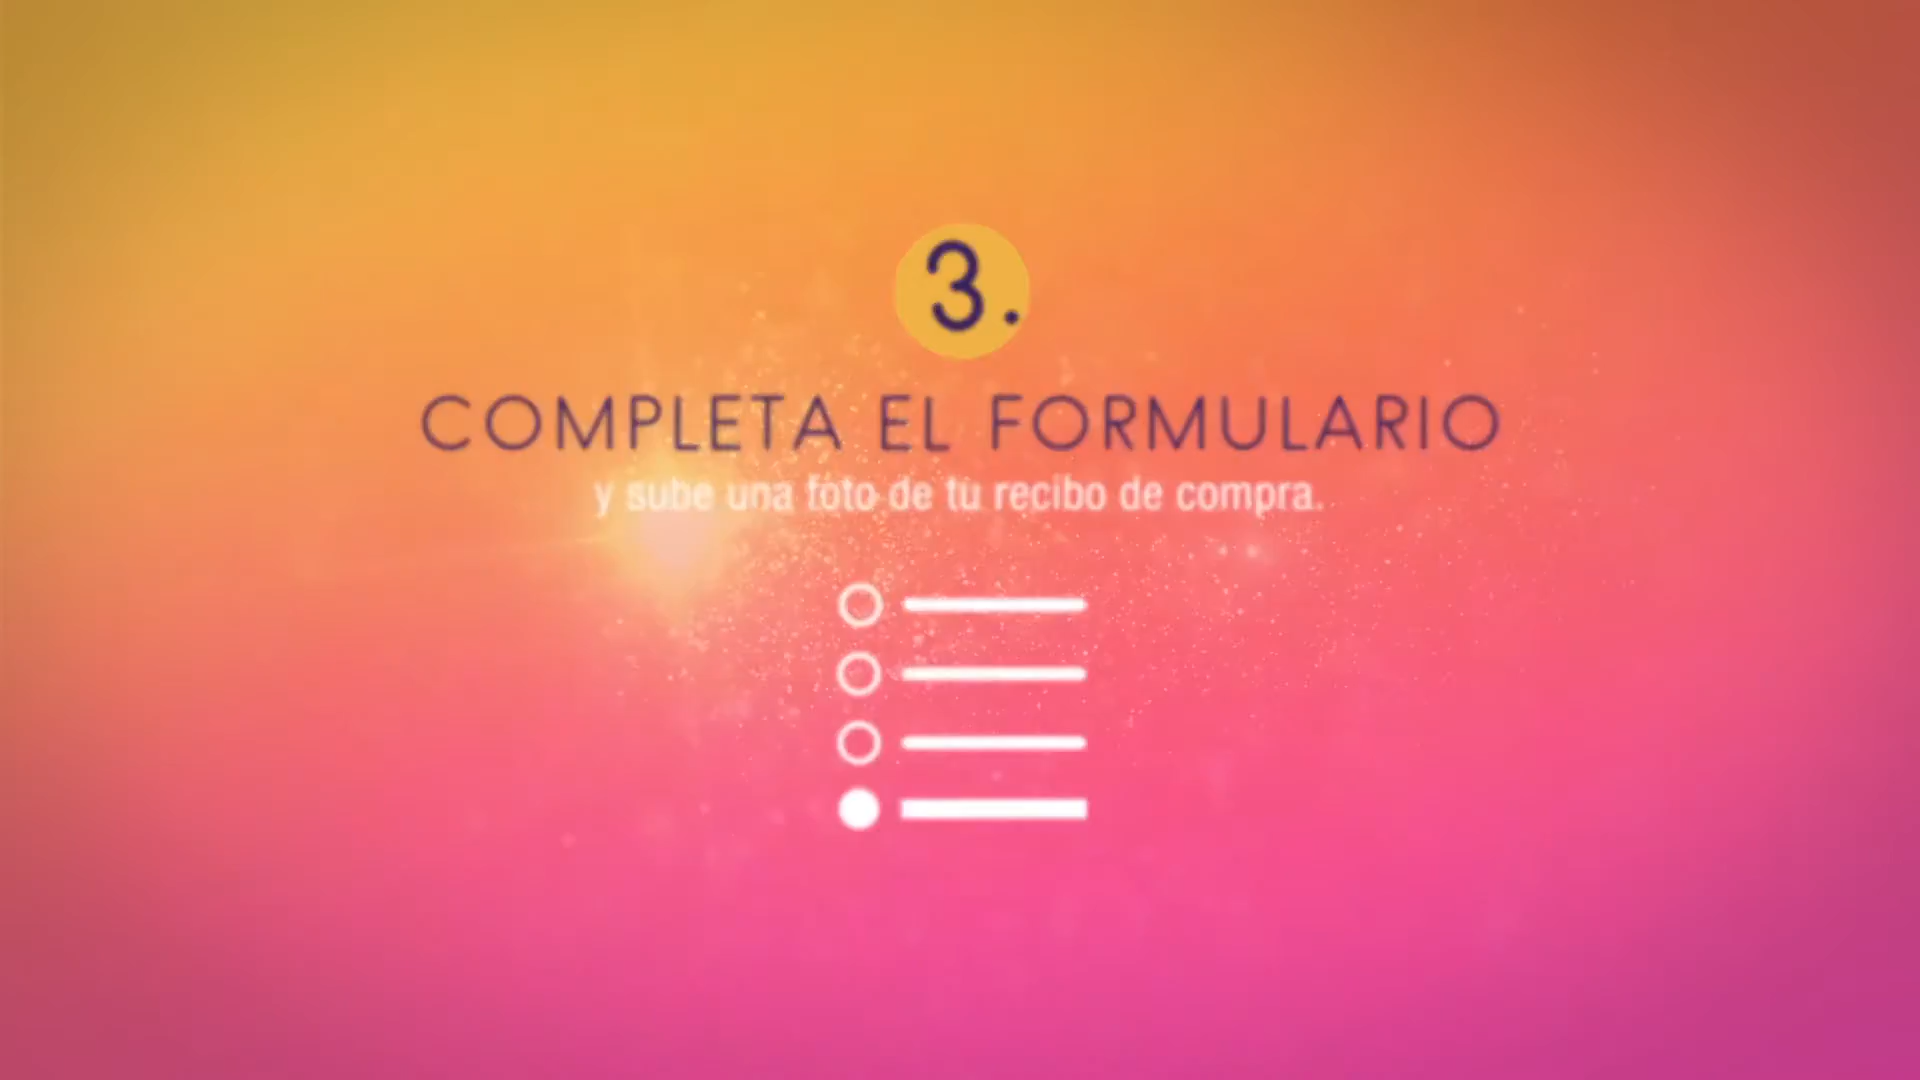 3.
COMPLETA EL FORMULARIO
y sube una foto de tu recibo de compra.